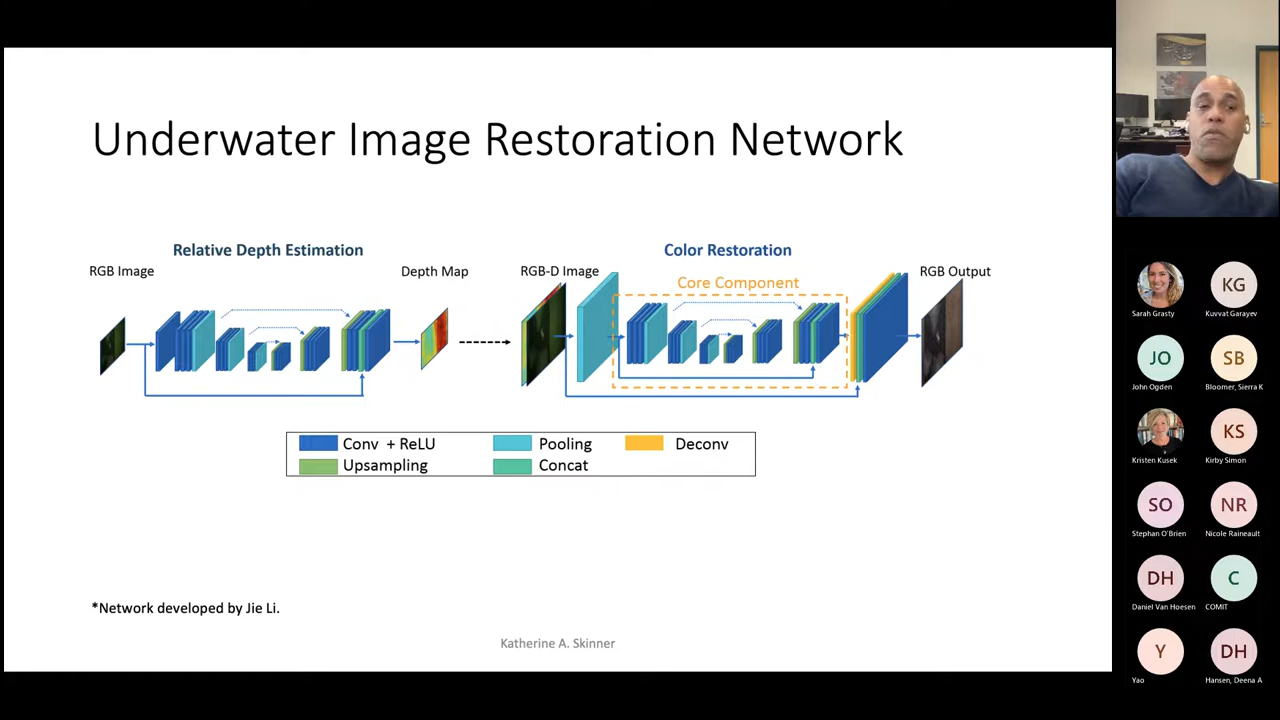 Underwater Image Restoration Network
Relative Depth Estimation
Color Restoration
RGB Image
Depth Map
RGB-D Image
RGB Output
Core Component
Conv + ReLU
Pooling
Deconv
Upsampling
Concat
*Network developed by Jie Li.
Katherine A. Skinner
Sarah Grasty
KG
Kuvvat Garayev
JO
John Ogden
SB
Bloomer, Sierra K
Kristen Kusek
KS
Kirby Simon
SO
Stephan O'Brien
NR
Nicole Raineault
DH
Daniel Van Hoesen
C
COMIT
Y
Yao
DH
Hansen, Deena A